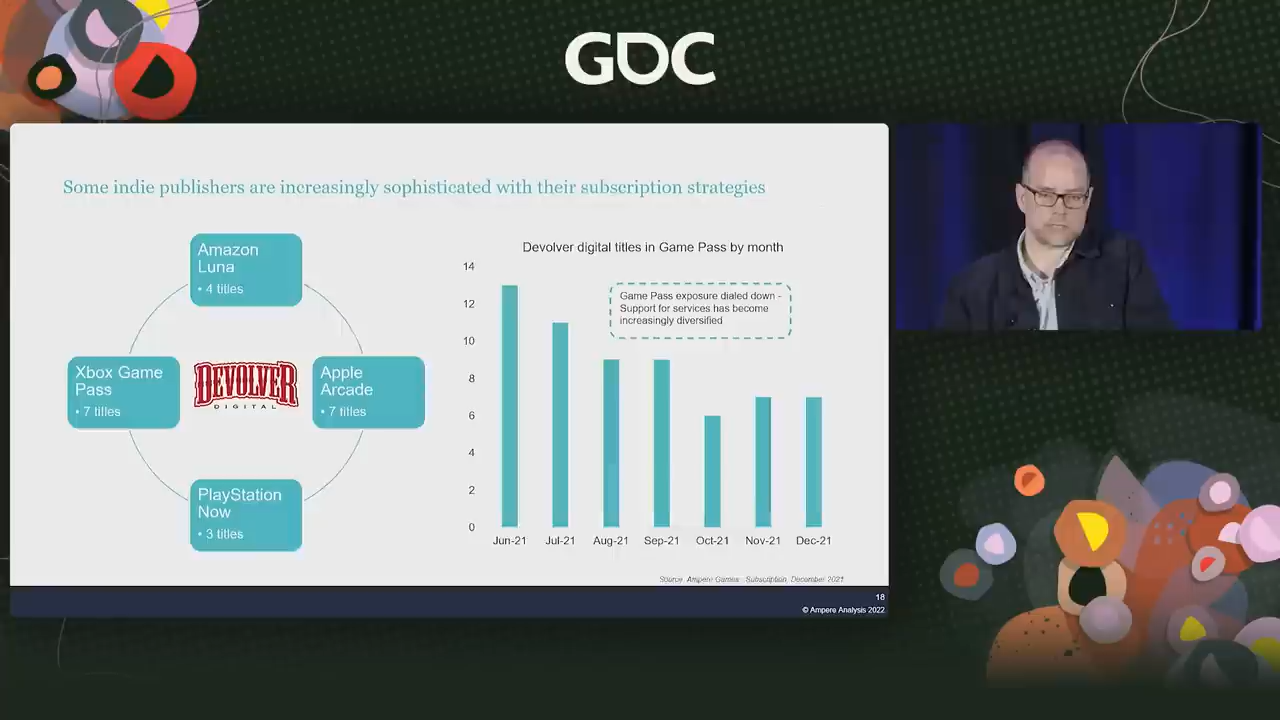 GDC
Some indie publishers are increasingly sophisticated with their subscription strategies
Amazon
Luna
• 4 titles
Xbox Game
Pass
• 7 titles
DEVOLVER
DIGITAL
Apple
Arcade
• 7 titles
PlayStation
Now
• 3 titles
Devolver digital titles in Game Pass by month
Game Pass exposure dialed down -
Support for services has become
increasingly diversified
14
12
10
8
6
4
2
0
Jun-21 Jul-21 Aug-21 Sep-21 Oct-21 Nov-21 Dec-21
Source: Ampere Games - Subscription, December 2021
18
© Ampere Analysis 2022